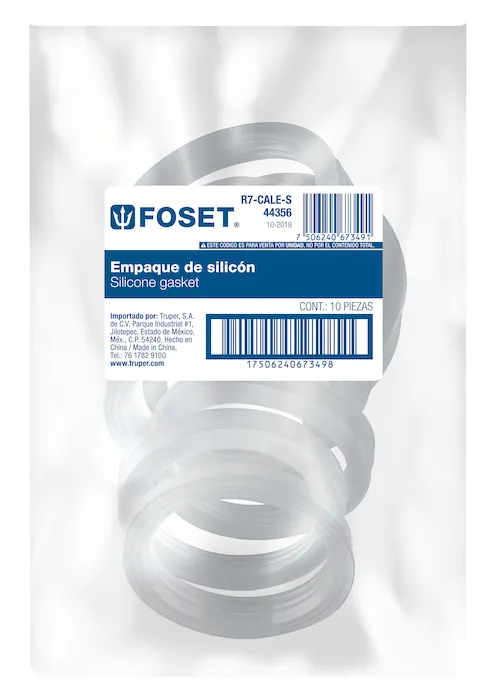 FOSET®
R7-CALE-S
44356
10-2019
7 506240 673491
ESTE CÓDIGO ES PARA VENTA POR UNIDAD, NO POR EL CONTENIDO TOTAL.
Empaque de silicón
Silicone gasket
CONT.: 10 PIEZAS
Importado por: Truper, S.A.
de C.V. Parque Industrial #1,
Jilotepec, Estado de México,
Méx., C.P. 54240, Hecho en
China / Made in China,
Tel.: 76 1782 9100.
www.truper.com
17506240673498